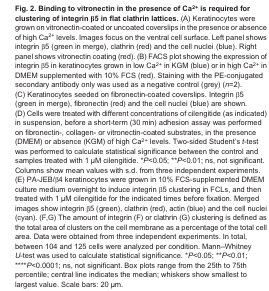 Fig. 2. Binding to vitronectin in the presence of Ca²⁺ is required for
clustering of integrin β5 in flat clathrin lattices. (A) Keratinocytes were
grown on vitronectin-coated or uncoated coverslips in the presence or absence
of high Ca²⁺ levels. Images focus on the ventral cell surface. Left panel shows
integrin β5 (green in merge), clathrin (red) and the cell nuclei (blue). Right
panel shows vitronectin coating (red). (B) FACS plot showing the expression of
integrin β5 in keratinocytes grown in low Ca²⁺ in KGM (blue) or in high Ca²⁺ in
DMEM supplemented with 10% FCS (red). Staining with the PE-conjugated
secondary antibody only was used as a negative control (grey) (n=2).
(C) Keratinocytes seeded on fibronectin-coated coverslips. Integrin β5
(green in merge), fibronectin (red) and the cell nuclei (blue) are shown.
(D) Cells were treated with different concentrations of cilengitide (as indicated)
in suspension, before a short-term (30 min) adhesion assay was performed
on fibronectin-, collagen- or vitronectin-coated substrates, in the presence
(DMEM) or absence (KGM) of high Ca²⁺ levels. Two-sided Student's t-test
was performed to calculate statistical significance between the control and
samples treated with 1 μM cilengitide. *P<0.05; **P<0.01; ns, not significant.
Columns show mean values with s.d. from three independent experiments.
(E) PA-JEB/β4 keratinocytes were grown in 10% FCS-supplemented DMEM
culture medium overnight to induce integrin β5 clustering in FCLs, and then
treated with 1 μM cilengitide for the indicated times before fixation. Merged
images show integrin β5 (green), clathrin (red), actin (blue) and the cell nuclei
(cyan). (F,G) The amount of integrin (F) or clathrin (G) clustering is defined as
the total area of clusters on the cell membrane as a percentage of the total cell
area. Data were obtained from three independent experiments. In total,
between 104 and 125 cells were analyzed per condition. Mann–Whitney
U-test was used to calculate statistical significance. *P<0.05; **P<0.01;
****P<0.0001; ns, not significant. Box plots range from the 25th to 75th
percentile; central line indicates the median; whiskers show smallest to
largest value. Scale bars: 20 μm.